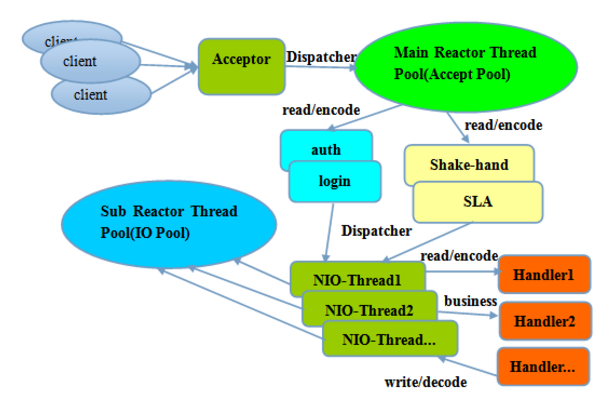 client
client
client
Acceptor
Dispatcher
Main Reactor Thread
Pool(Accept Pool)
read/encode
read/encode
auth
login
Shake-hand
SLA
Sub Reactor Thread
Pool(IO Pool)
Dispatcher
read/encode
NIO-Thread1
Handler1
NIO-Thread2
business
Handler2
NIO-Thread...
Handler...
write/decode